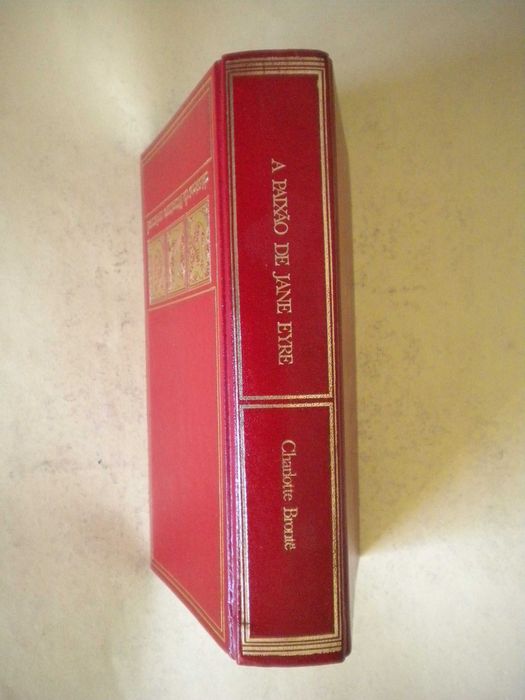 A PAIXÃO DE JANE EYRE
Charlotte Brontë